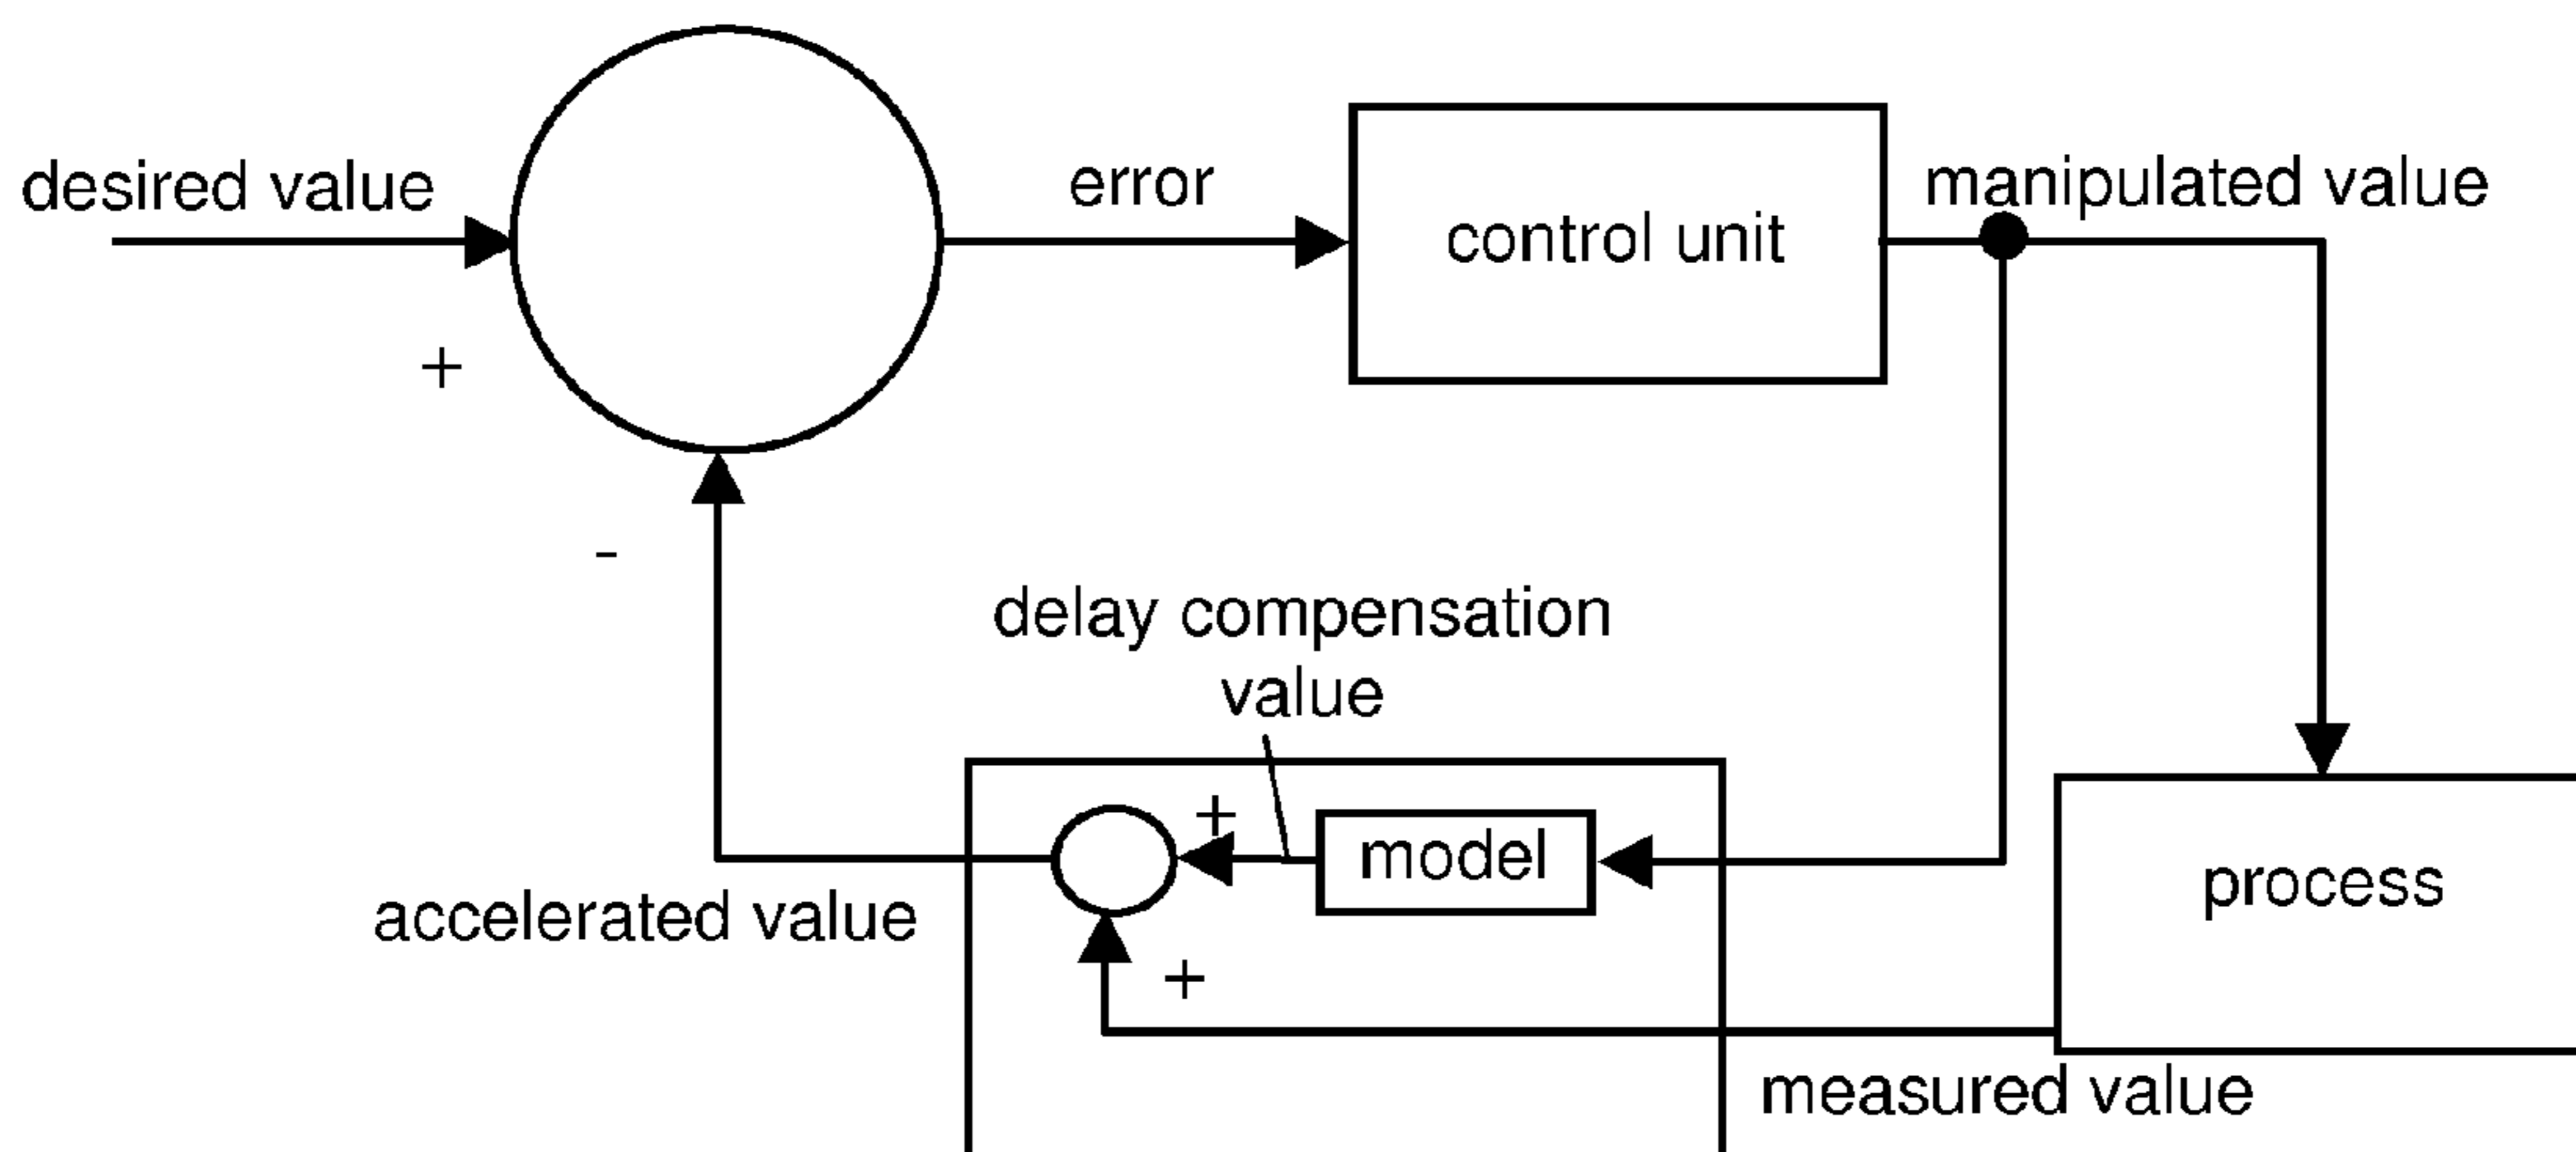 desired value
error
control unit
manipulated value
+
-
delay compensation
value
+
model
process
accelerated value
+
measured value